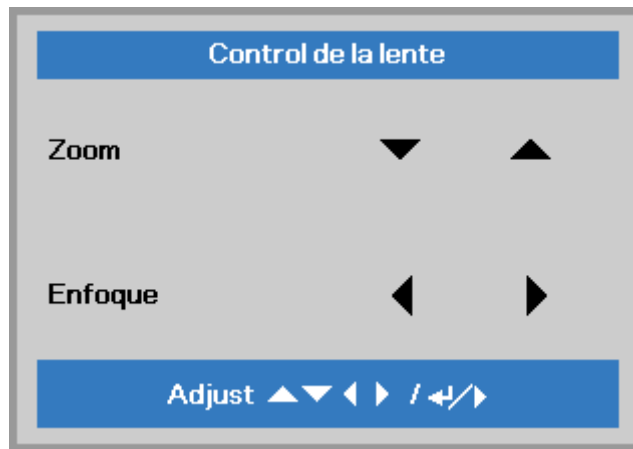 Control de la lente
Zoom ▼ ▲
Enfoque ◀ ▶
Adjust ▲▼◀ ▶ / ↵/▶